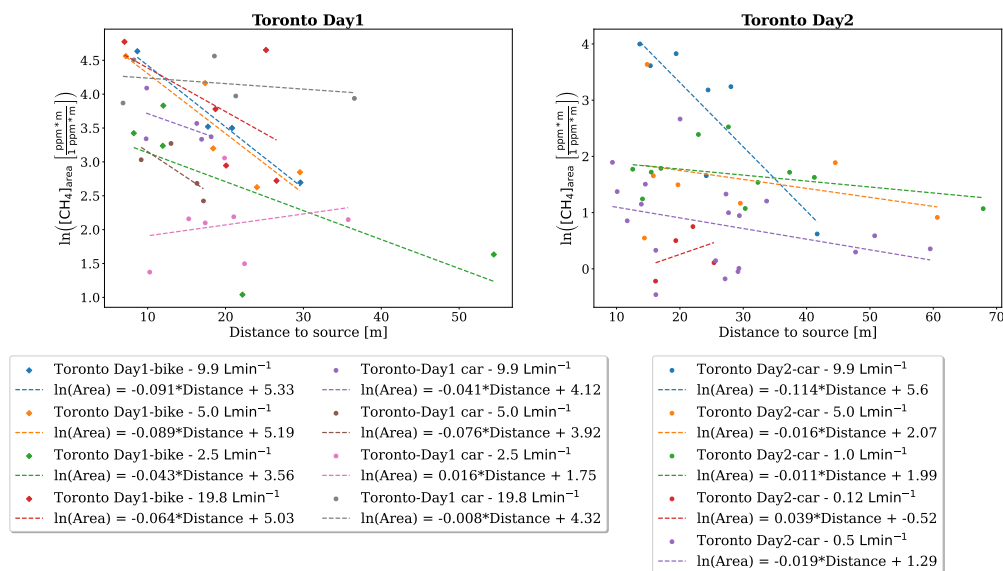 Toronto Day1
ln([CH4area [ppm * m / 1 ppm * m]])
4.5
4.0
3.5
3.0
2.5
2.0
1.5
1.0
10 20 30 40 50
Distance to source [m]
Toronto Day2
ln([CH4area [ppm * m / 1 ppm * m]])
4
3
2
1
0
10 20 30 40 50 60 70
Distance to source [m]
Toronto Day1-bike - 9.9 Lmin⁻¹
ln(Area) = -0.091*Distance + 5.33
Toronto Day1-bike - 5.0 Lmin⁻¹
ln(Area) = -0.089*Distance + 5.19
Toronto Day1-bike - 2.5 Lmin⁻¹
ln(Area) = -0.043*Distance + 3.56
Toronto Day1-bike - 19.8 Lmin⁻¹
ln(Area) = -0.064*Distance + 5.03
Toronto-Day1 car - 9.9 Lmin⁻¹
ln(Area) = -0.041*Distance + 4.12
Toronto-Day1 car - 5.0 Lmin⁻¹
ln(Area) = -0.076*Distance + 3.92
Toronto-Day1 car - 2.5 Lmin⁻¹
ln(Area) = 0.016*Distance + 1.75
Toronto-Day1 car - 19.8 Lmin⁻¹
ln(Area) = -0.008*Distance + 4.32
Toronto Day2-car - 9.9 Lmin⁻¹
ln(Area) = -0.114*Distance + 5.6
Toronto Day2-car - 5.0 Lmin⁻¹
ln(Area) = -0.016*Distance + 2.07
Toronto Day2-car - 1.0 Lmin⁻¹
ln(Area) = -0.011*Distance + 1.99
Toronto Day2-car - 0.12 Lmin⁻¹
ln(Area) = 0.039*Distance + -0.52
Toronto Day2-car - 0.5 Lmin⁻¹
ln(Area) = -0.019*Distance + 1.29